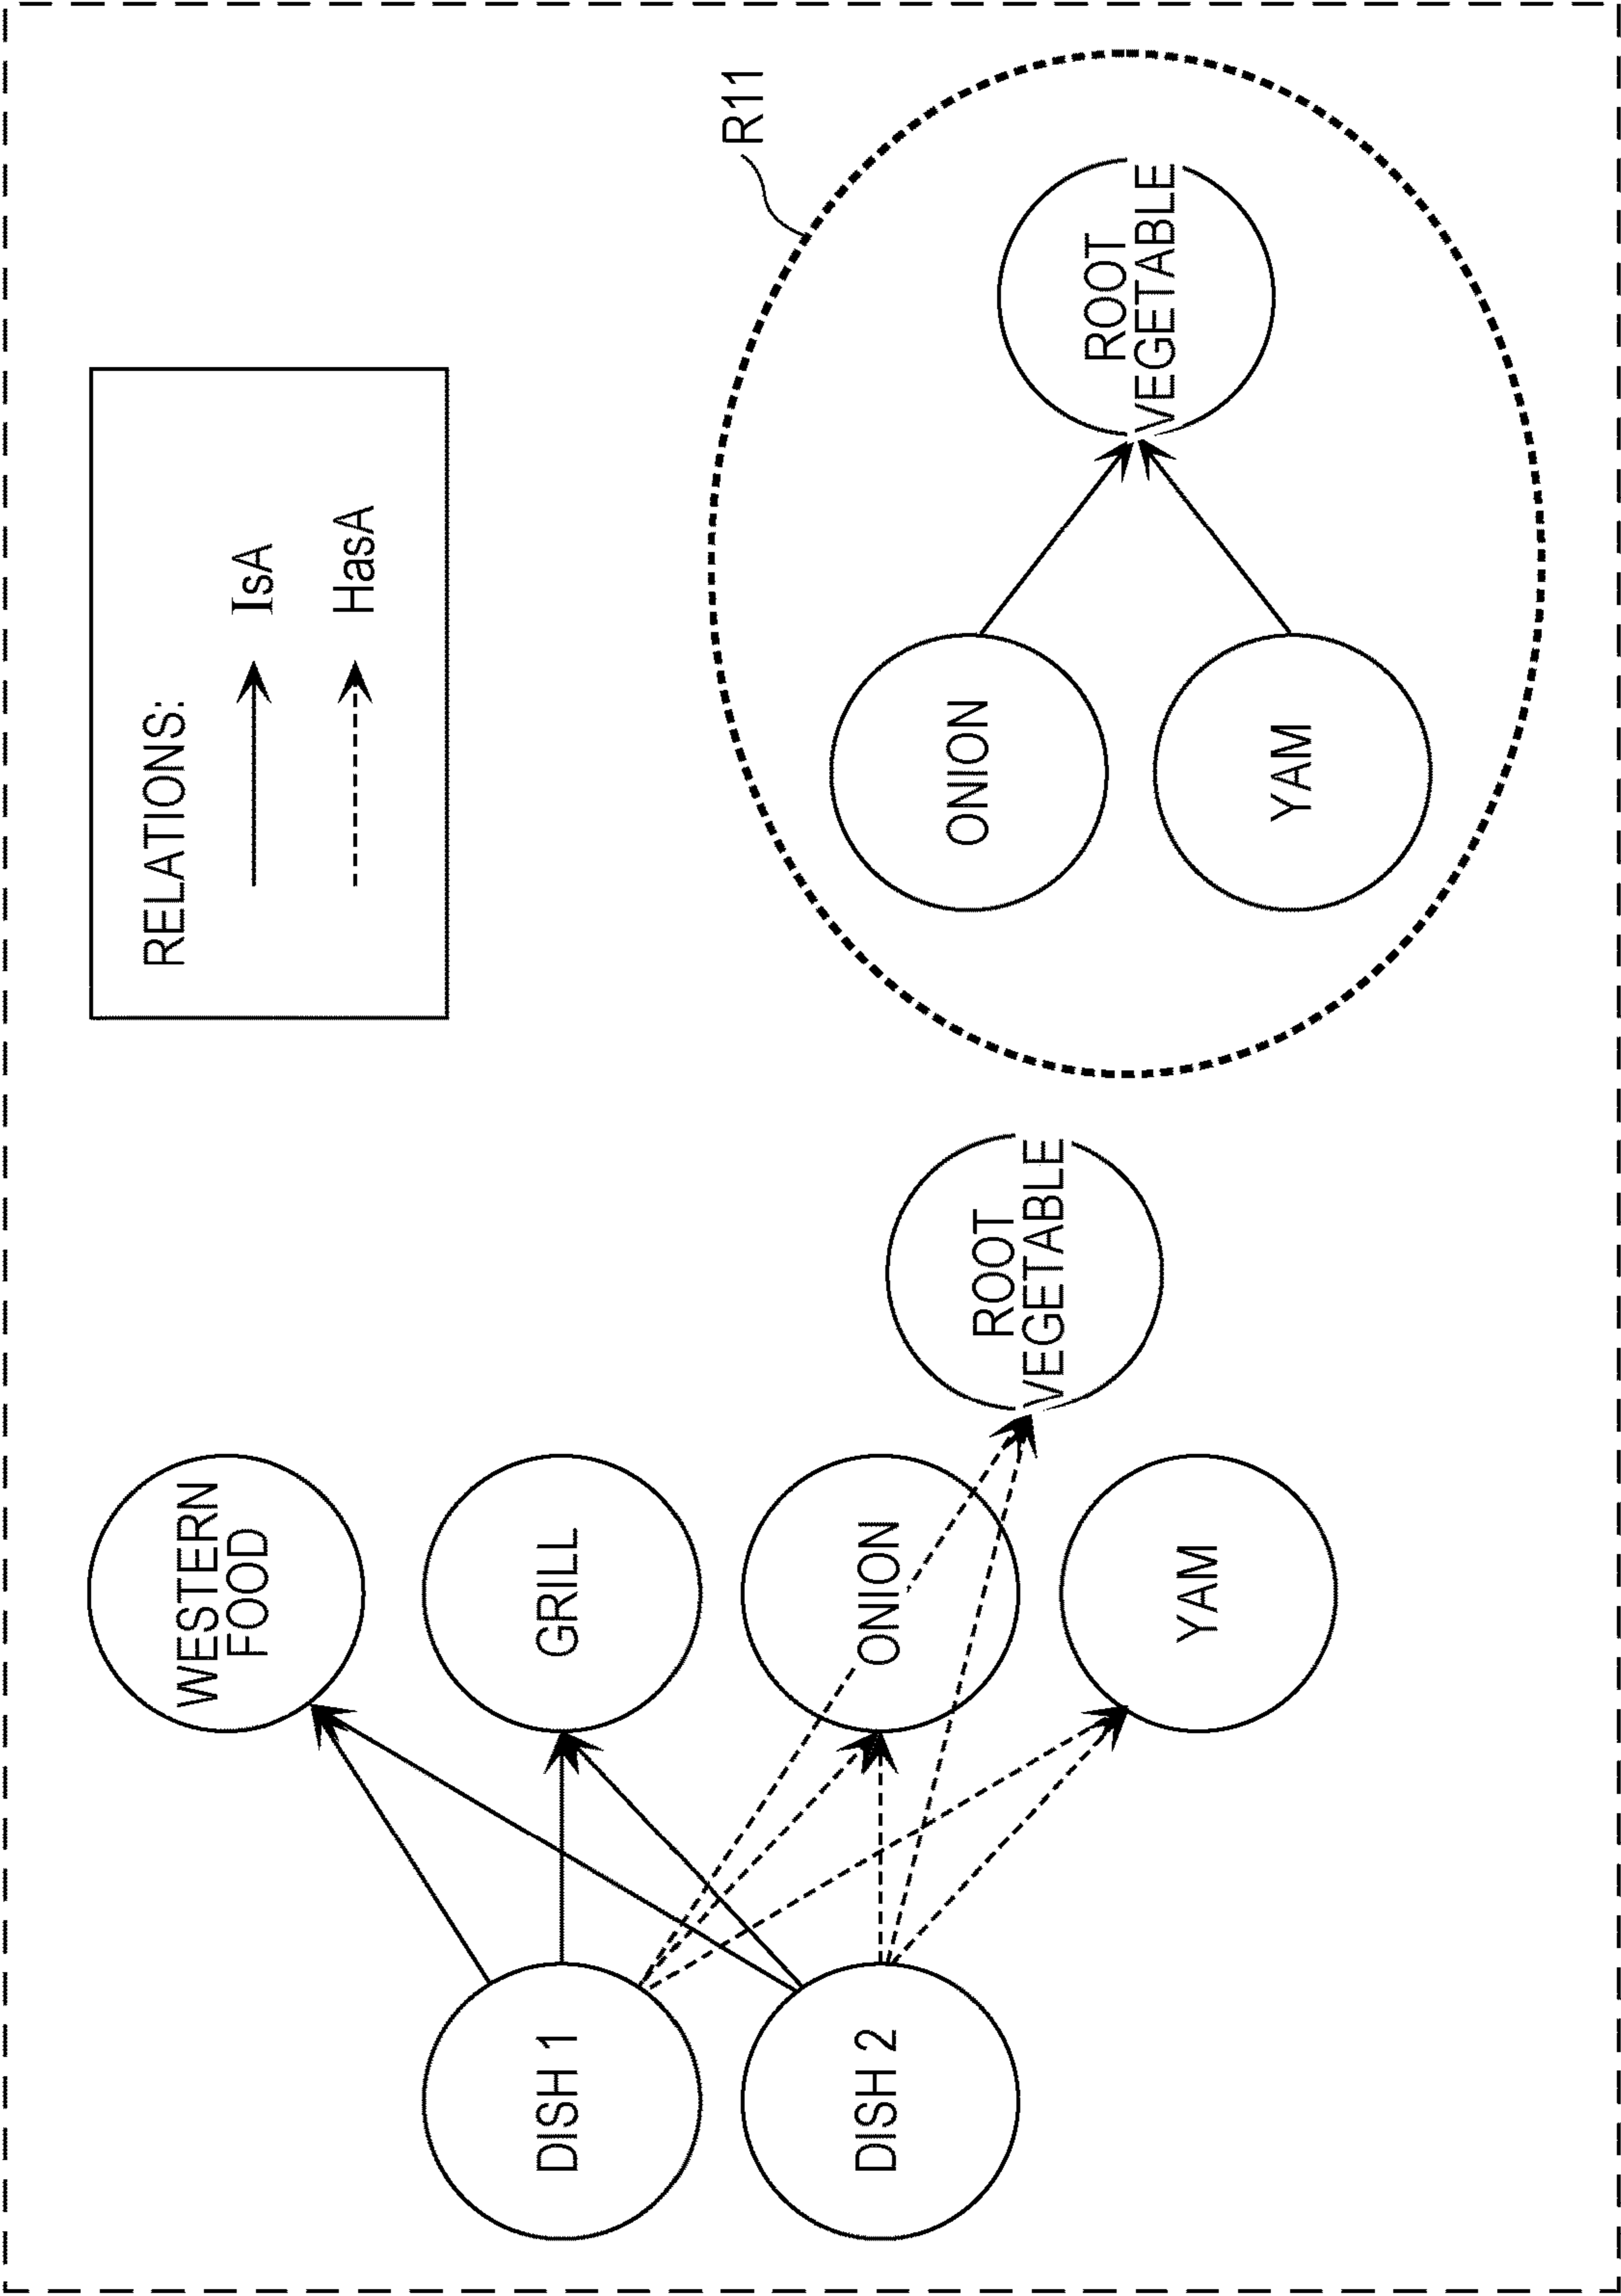 RELATIONS:
IsA
HasA
WESTERN
FOOD
DISH 1
GRILL
DISH 2
ONION
ROOT
VEGETABLE
YAM
R11
ONION
ROOT
VEGETABLE
YAM